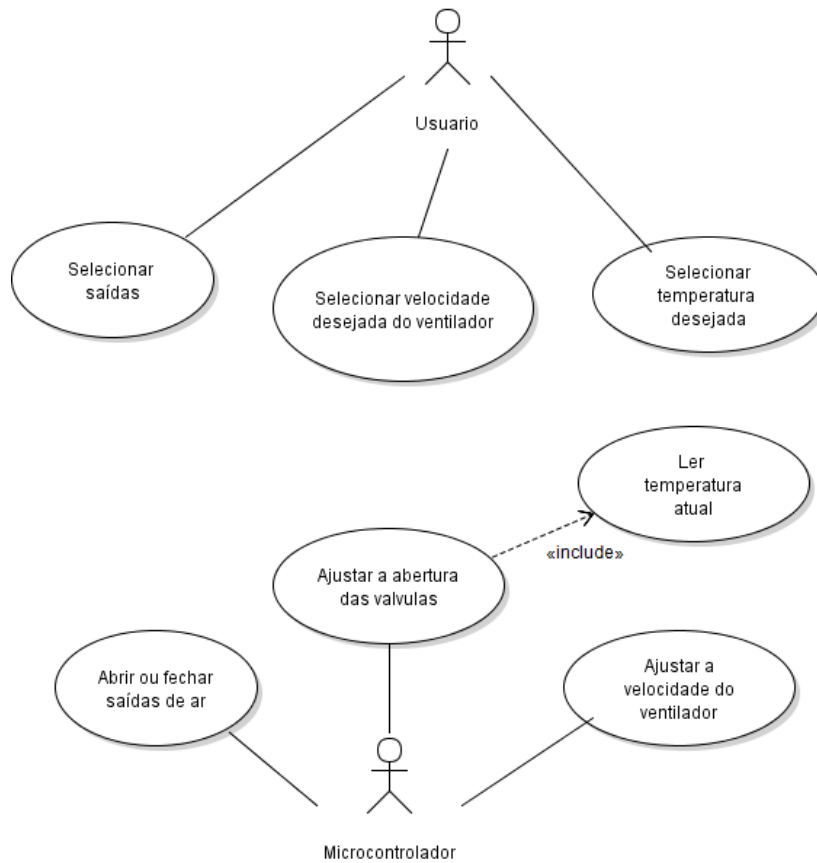 Usuario
Selecionar
saídas
Selecionar velocidade
desejada do ventilador
Selecionar
temperatura
desejada
Ler
temperatura
atual
«include»
Ajustar a abertura
das valvulas
Abrir ou fechar
saídas de ar
Ajustar a
velocidade do
ventilador
Microcontrolador